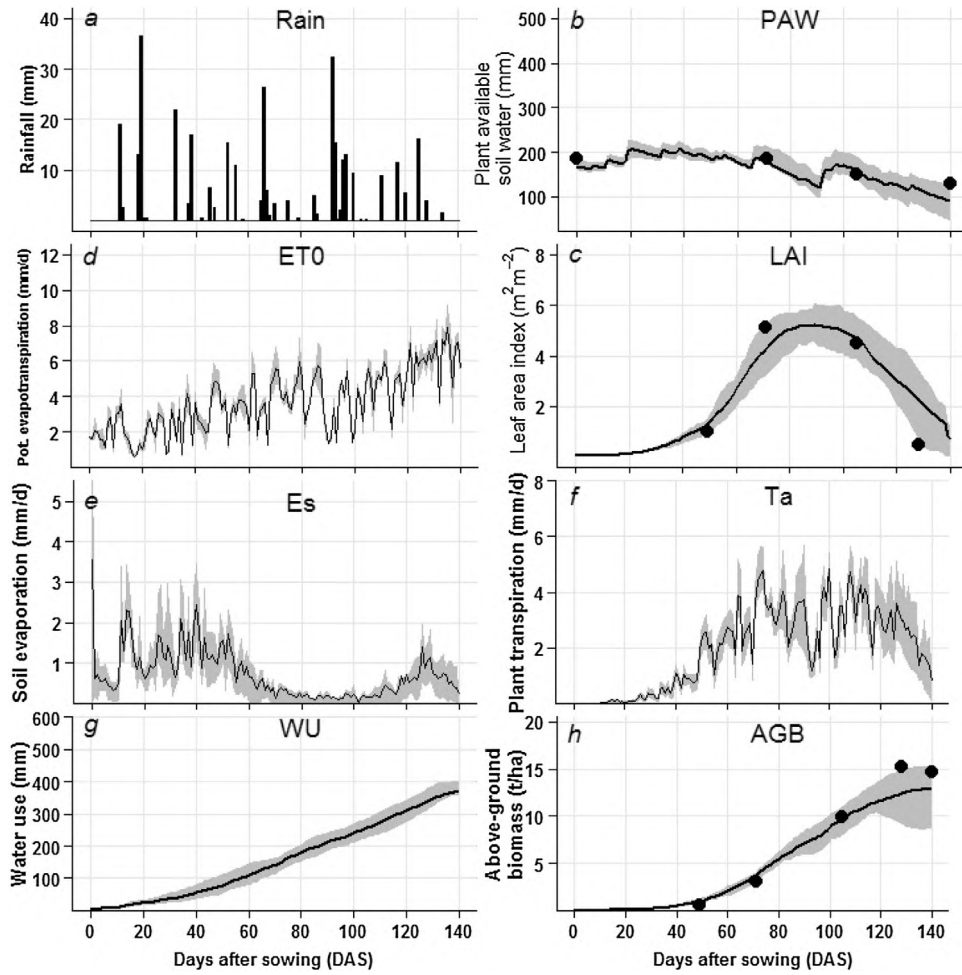 a Rain
40
30
20
10
Rainfall (mm)
b PAW
500
400
300
200
100
Plant available
soil water (mm)
d ET0
12
10
8
6
4
2
Pot. evapotranspiration (mm/d)
c LAI
8
6
4
2
Leaf area index (m²m⁻²)
e Es
5
4
3
2
1
Soil evaporation (mm/d)
f Ta
8
6
4
2
Plant transpiration (mm/d)
g WU
600
500
400
300
200
100
Water use (mm)
0 20 40 60 80 100 120 140
Days after sowing (DAS)
h AGB
20
15
10
5
Above-ground
biomass (t/ha)
0 20 40 60 80 100 120 140
Days after sowing (DAS)